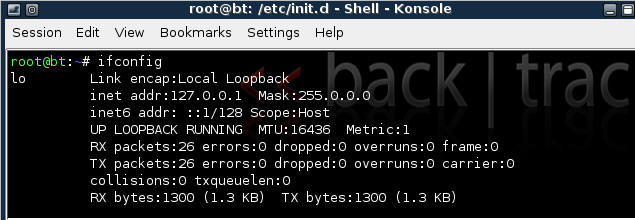 root@bt: /etc/init.d - Shell - Konsole
Session Edit View Bookmarks Settings Help
root@bt:~# ifconfig
lo        Link encap:Local Loopback
          inet addr:127.0.0.1  Mask:255.0.0.0
          inet6 addr: ::1/128 Scope:Host
          UP LOOPBACK RUNNING  MTU:16436  Metric:1
          RX packets:26 errors:0 dropped:0 overruns:0 frame:0
          TX packets:26 errors:0 dropped:0 overruns:0 carrier:0
          collisions:0 txqueuelen:0
          RX bytes:1300 (1.3 KB)  TX bytes:1300 (1.3 KB)
<< back | trac